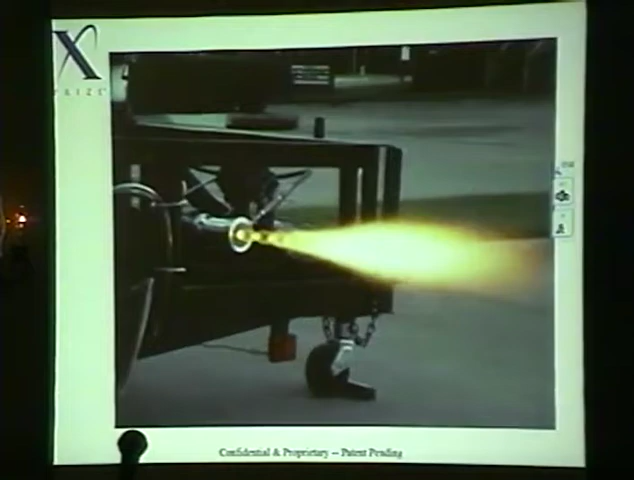 X
PRIZE
Confidential & Proprietary -- Patent Pending